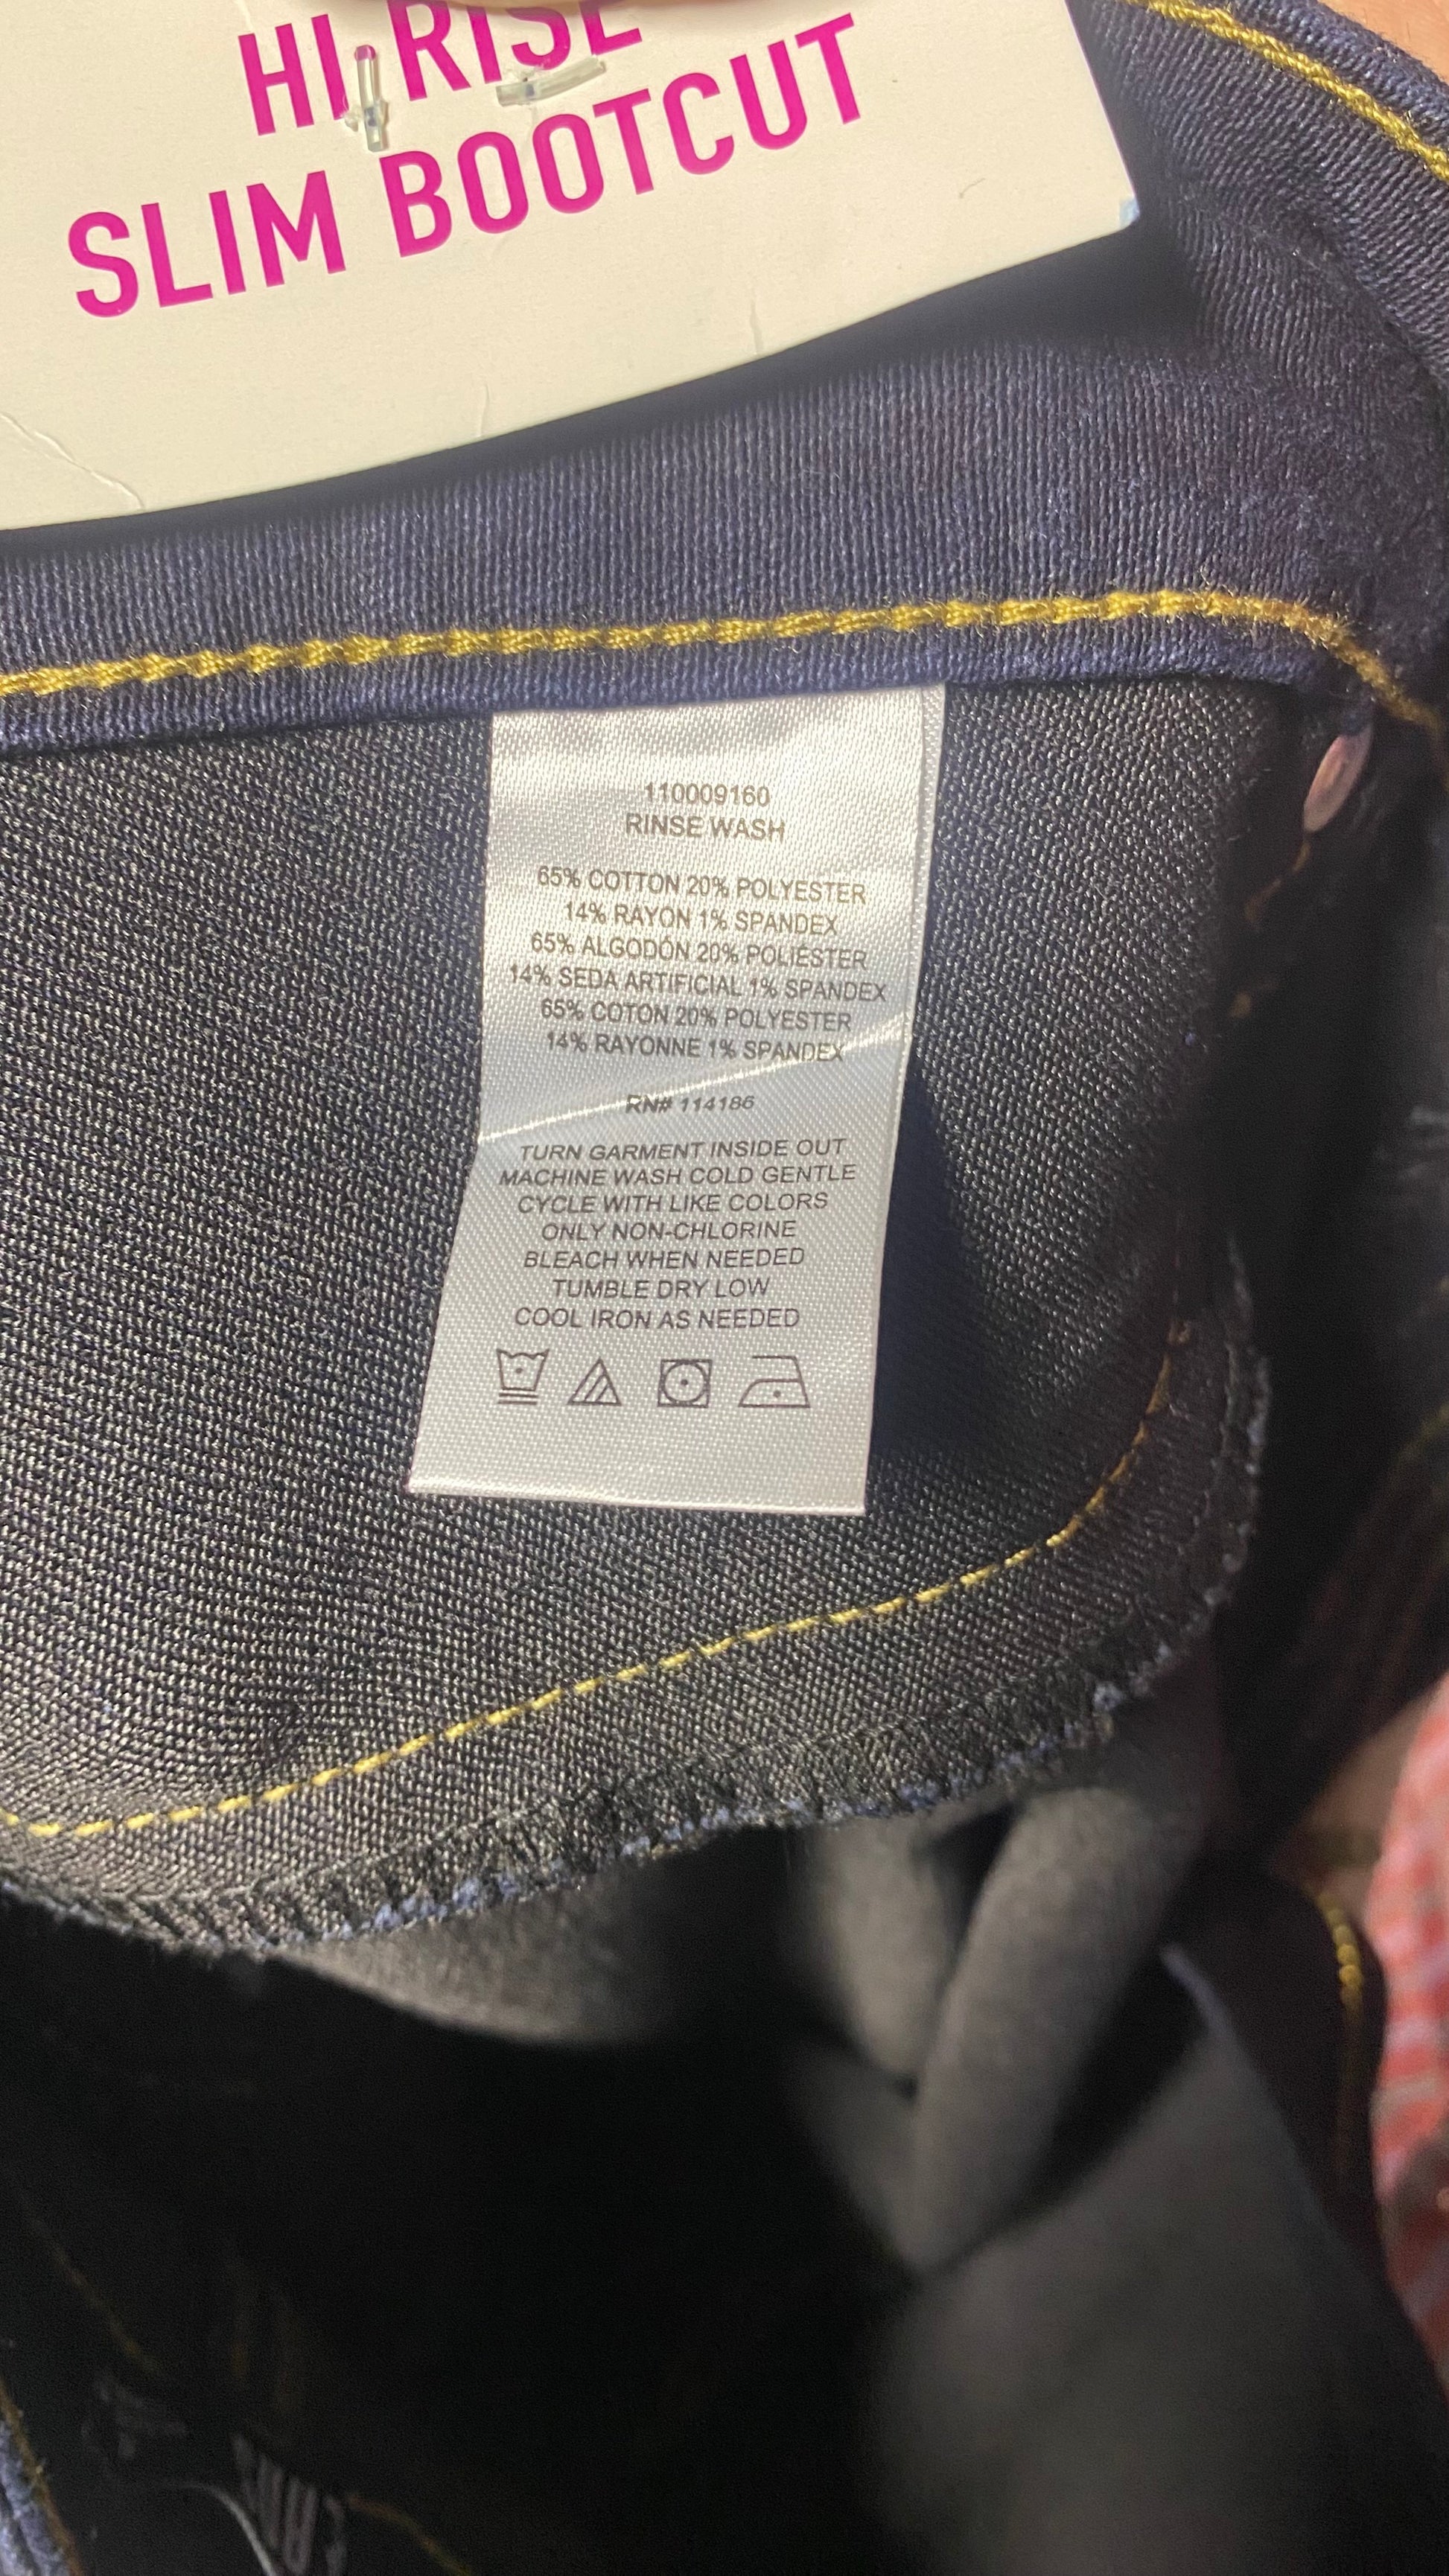 HI RISE
SLIM BOOTCUT
110009160
RINSE WASH
65% COTTON 20% POLYESTER
14% RAYON 1% SPANDEX
65% ALGODÓN 20% POLIÉSTER
14% SEDA ARTIFICIAL 1% SPANDEX
65% COTON 20% POLYESTER
14% RAYONNE 1% SPANDEX
RN# 114186
TURN GARMENT INSIDE OUT
MACHINE WASH COLD GENTLE
CYCLE WITH LIKE COLORS
ONLY NON-CHLORINE
BLEACH WHEN NEEDED
TUMBLE DRY LOW
COOL IRON AS NEEDED